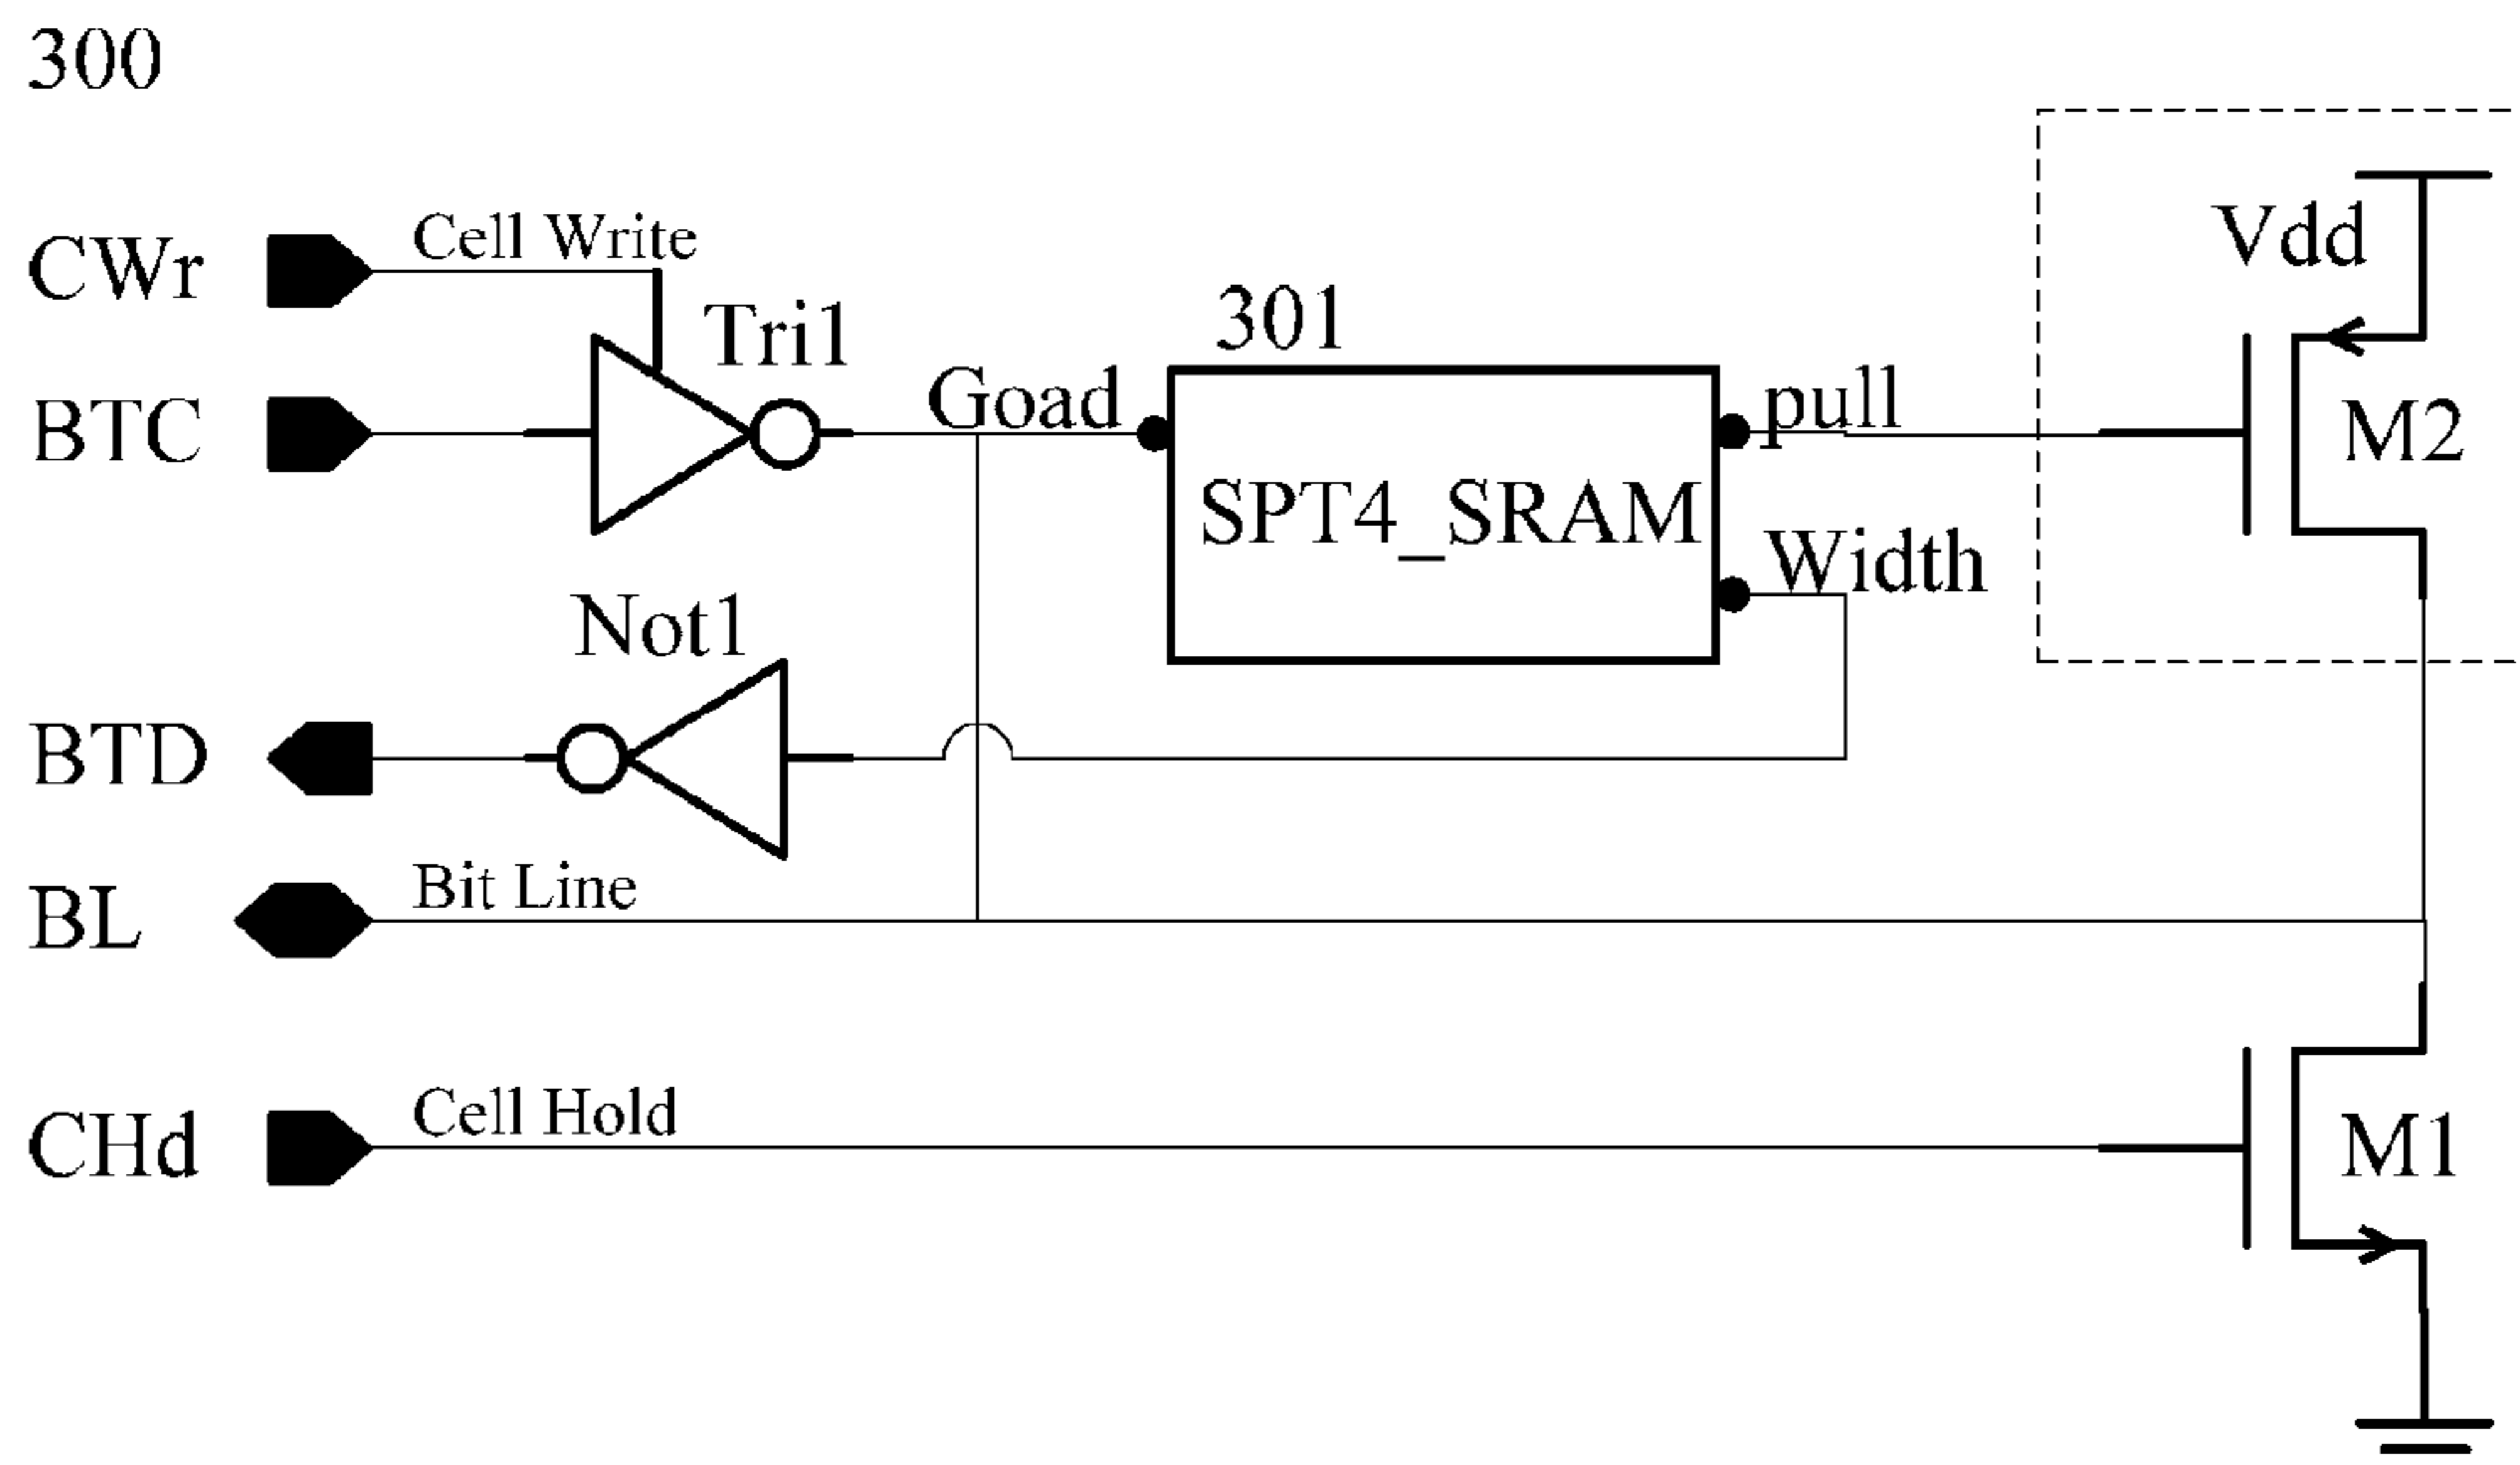 300
Cell Write
CWr
Tri1
301
Vdd
Goad
pull
BTC
M2
SPT4_SRAM
Width
Not1
BTD
Bit Line
BL
Cell Hold
CHd
M1